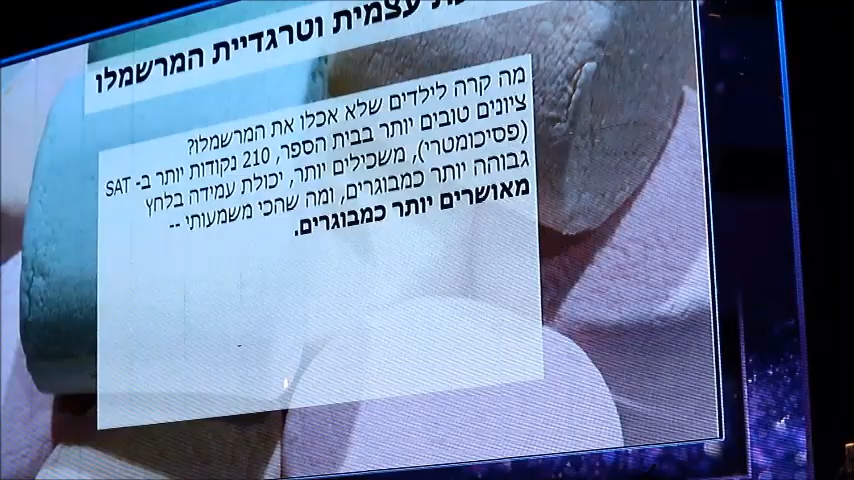 עצמית וטרגדיית המרשמלו
מה קרה לילדים שלא אכלו את המרשמלו?
ציונים טובים יותר בבית הספר, 210 נקודות יותר ב- SAT
(פסיכומטרי), משכילים יותר, יכולת עמידה בלחץ
גבוהה יותר כמבוגרים, ומה שהכי משמעותי --
מאושרים יותר כמבוגרים.